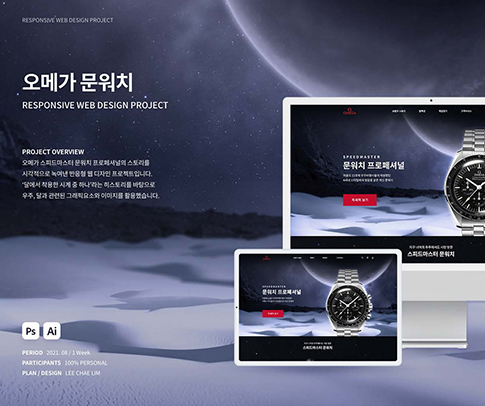 RESPONSIVE WEB DESIGN PROJECT
오메가 문워치
RESPONSIVE WEB DESIGN PROJECT
PROJECT OVERVIEW
오메가 스피드마스터 문워치 프로페셔널의 스토리를
시각적으로 녹여낸 반응형 웹 디자인 프로젝트입니다.
'달에서 착용한 시계 중 하나'라는 히스토리를 바탕으로
우주, 달과 관련된 그래픽요소와 이미지를 활용했습니다.
OMEGA
SPEEDMASTER
문워치 프로페셔널
자세히 보기
스피드마스터 문워치
SPEEDMASTER
문워치 프로페셔널
스피드마스터 문워치
Ps Ai
PERIOD 2021. 08 / 1 Week
PARTICIPANTS 100% PERSONAL
PLAN / DESIGN LEE CHAE LIM